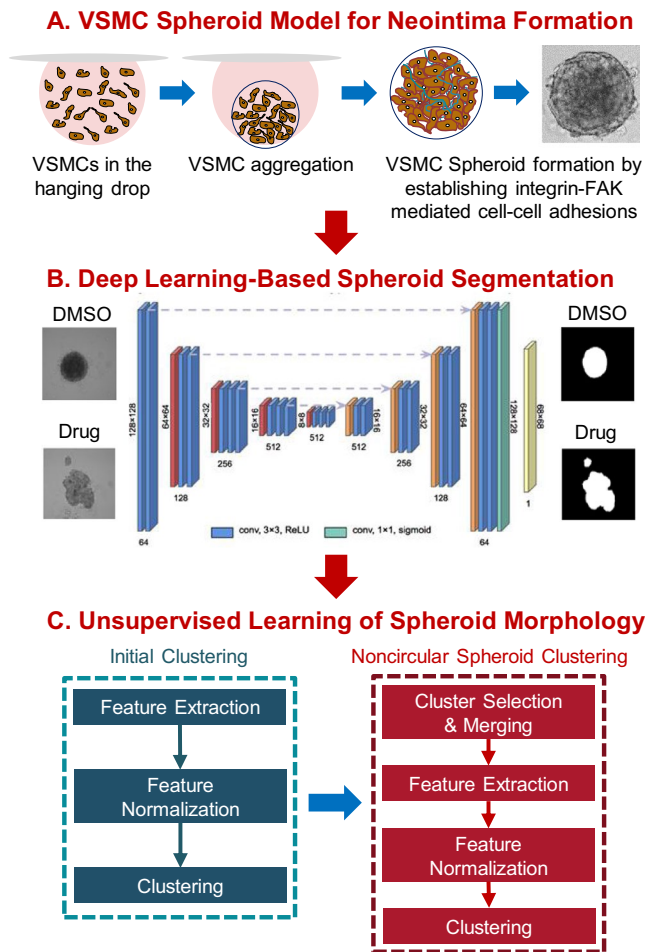 A. VSMC Spheroid Model for Neointima Formation
VSMCs in the
hanging drop
VSMC aggregation
VSMC Spheroid formation by
establishing integrin-FAK
mediated cell-cell adhesions
B. Deep Learning-Based Spheroid Segmentation
DMSO
Drug
128×128
64
64×64
128
32×32
256
16×16
512
8×8
512
16×16
512
32×32
256
64×64
128
128×128
64
68×68
1
conv, 3×3, ReLU
conv, 1×1, sigmoid
DMSO
Drug
C. Unsupervised Learning of Spheroid Morphology
Initial Clustering
Feature Extraction
Feature
Normalization
Clustering
Noncircular Spheroid Clustering
Cluster Selection
& Merging
Feature Extraction
Feature
Normalization
Clustering